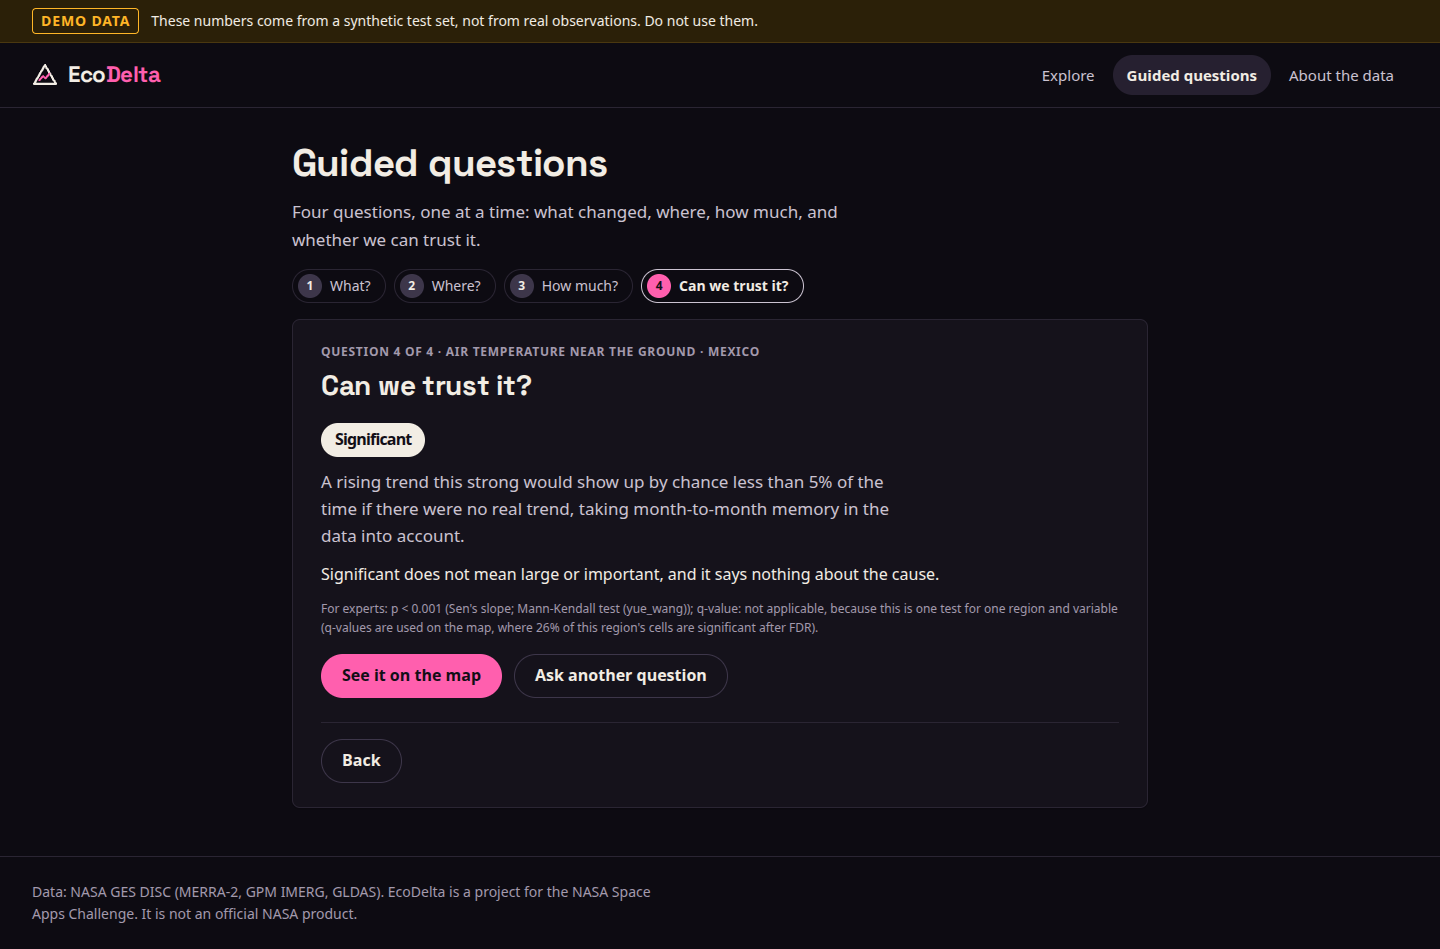 DEMO DATA These numbers come from a synthetic test set, not from real observations. Do not use them.
EcoDelta
Explore Guided questions About the data
Guided questions
Four questions, one at a time: what changed, where, how much, and
whether we can trust it.
1 What? 2 Where? 3 How much? 4 Can we trust it?
QUESTION 4 OF 4 · AIR TEMPERATURE NEAR THE GROUND · MEXICO
Can we trust it?
Significant
A rising trend this strong would show up by chance less than 5% of the
time if there were no real trend, taking month-to-month memory in the
data into account.
Significant does not mean large or important, and it says nothing about the cause.
For experts: p < 0.001 (Sen's slope; Mann-Kendall test (yue_wang)); q-value: not applicable, because this is one test for one region and variable
(q-values are used on the map, where 26% of this region's cells are significant after FDR).
See it on the map Ask another question
Back
Data: NASA GES DISC (MERRA-2, GPM IMERG, GLDAS). EcoDelta is a project for the NASA Space
Apps Challenge. It is not an official NASA product.